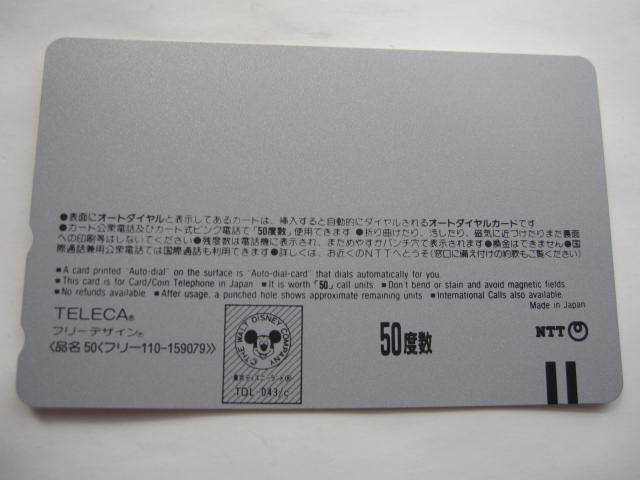 ●表面にオートダイヤルと表示してあるカードは、挿入すると自動的にダイヤルされるオートダイヤルカードです
●カード公衆電話及びカード式ピンク電話で「50度数」使用できます●折り曲げたり、汚したり、磁気に近づけたりまた表面
への印刷等はしないでください●残度数は電話機に表示され、まためやすがパンチ穴で表示されます●換金はできません●国
際通話兼用公衆電話では国際通話も利用できます●詳しくは、お近くのNTTへどうぞ(窓口に備え付けの約款もご覧ください)
■A card printed "Auto-dial" on the surface is "Auto-dial-card" that dials automatically for you.
■This card is for Card/Coin Telephone in Japan ■It is worth「50」call units. ■Don't bend or stain and avoid magnetic fields.
■No refunds available. ■After usage, a punched hole shows approximate remaining units ■International Calls also available.
Made in Japan
TELECA®
フリーデザイン®
〈品名 50〈フリー110-159079〉〉
©THE WALT DISNEY COMPANY
東京ディズニーランド®
TDL-043/c
50度数
NTT